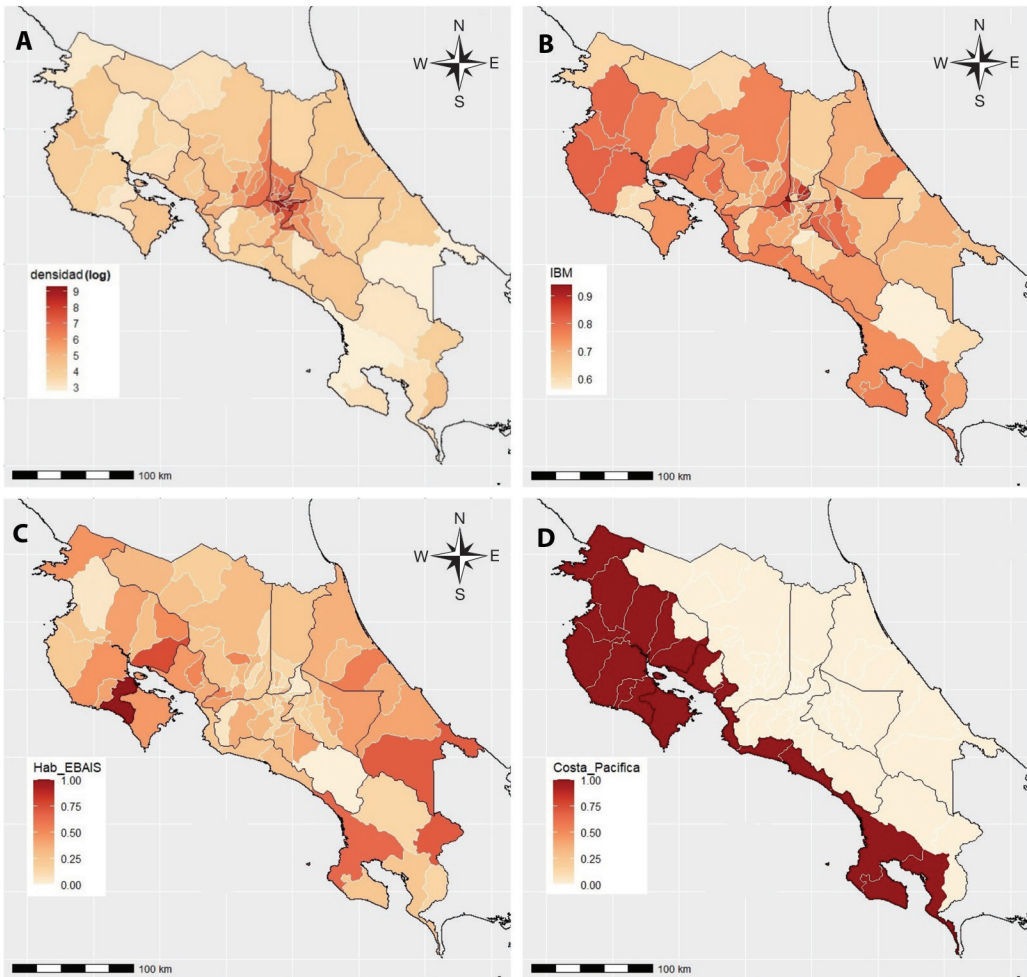 A
N
W E
S
densidad (log)
9
8
7
6
5
4
3
100 km
B
N
W E
S
IBM
0.9
0.8
0.7
0.6
100 km
C
N
W E
S
Hab_EBAIS
1.00
0.75
0.50
0.25
0.00
100 km
D
Costa_Pacifica
1.00
0.75
0.50
0.25
0.00
100 km